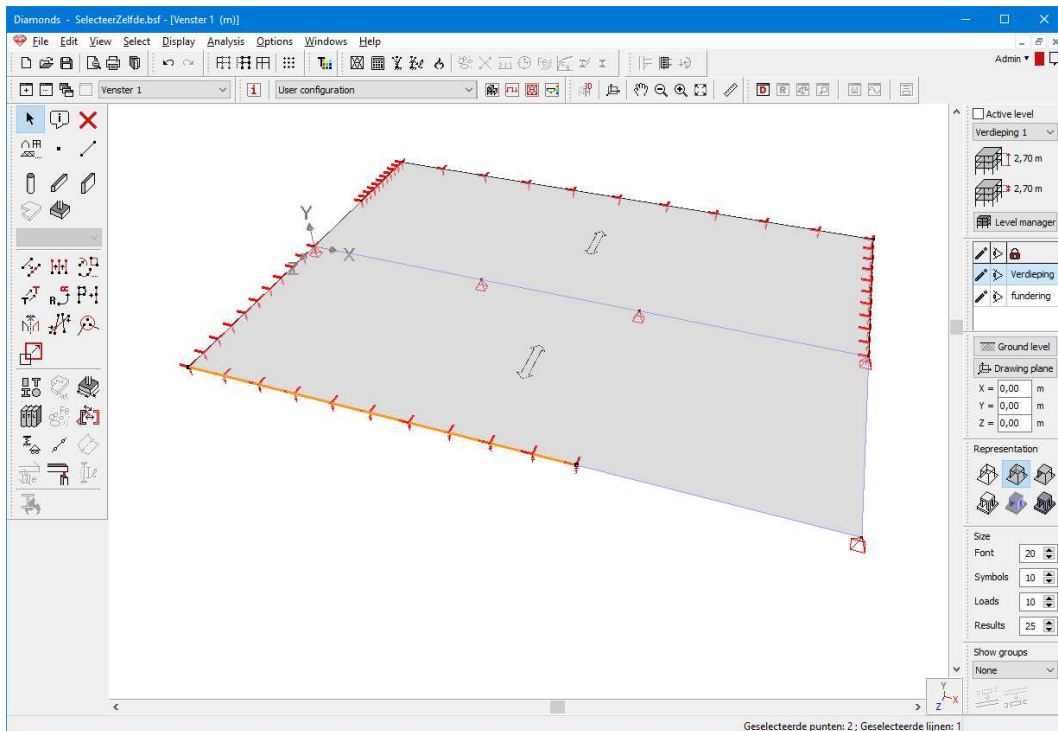 Diamonds - SelecteerZelfde.bsf - [Venster 1 (m)]
File Edit View Select Display Analysis Options Windows Help
Admin
Venster 1
User configuration
Active level
Verdieping 1
2,70 m
2,70 m
Level manager
Verdieping
fundering
Ground level
Drawing plane
X = 0,00 m
Y = 0,00 m
Z = 0,00 m
Representation
Size
Font 20
Symbols 10
Loads 10
Results 25
Show groups
None
Y
X
Z
Y
X
Z
Geselecteerde punten: 2 ; Geselecteerde lijnen: 1